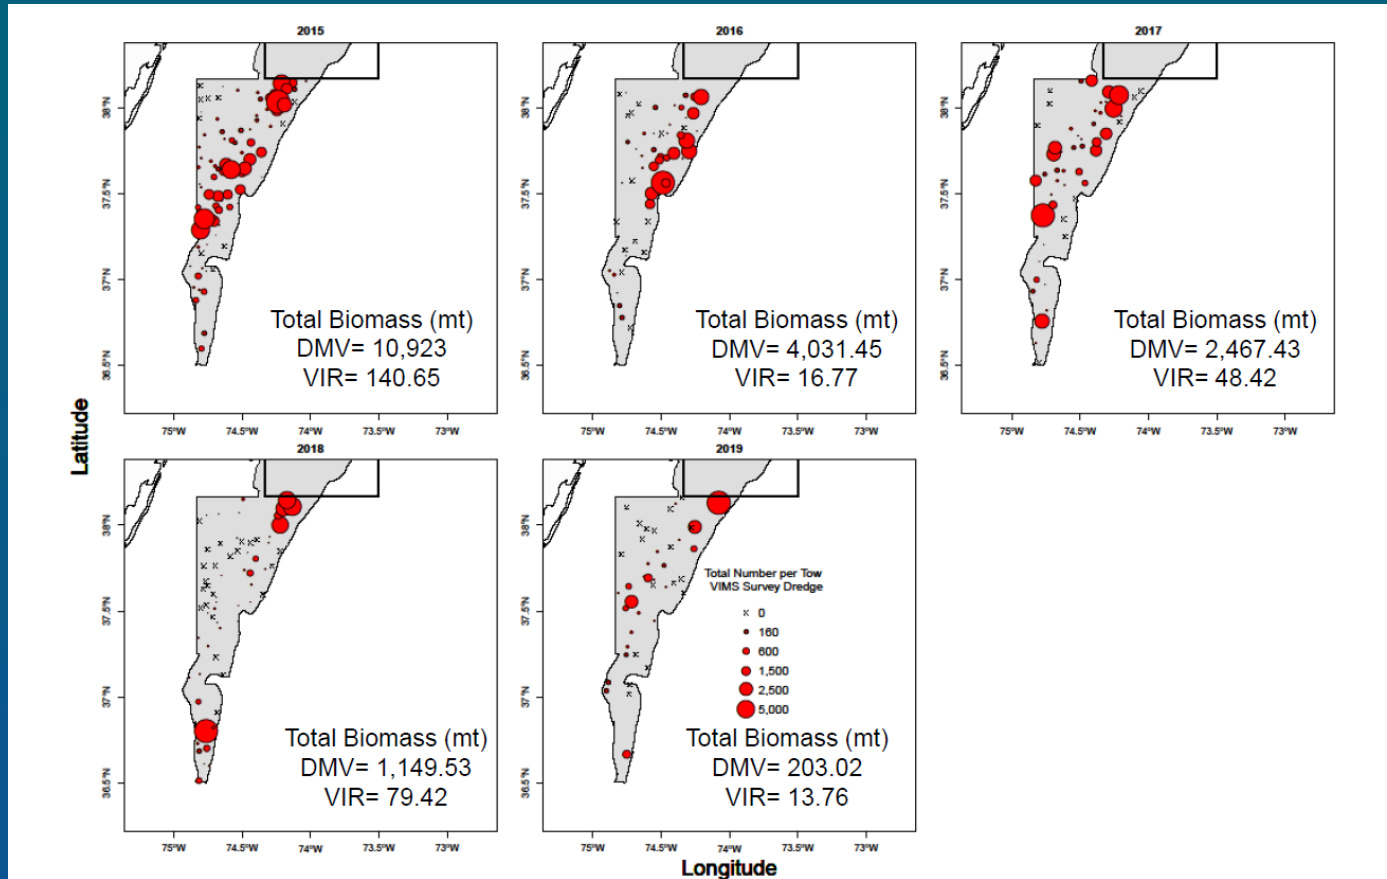 2015
2016
2017
38°N
37.5°N
37°N
36.5°N
Total Biomass (mt)
DMV= 10,923
VIR= 140.65
75°W
74.5°W
74°W
73.5°W
73°W
38°N
37.5°N
37°N
36.5°N
Total Biomass (mt)
DMV= 4,031.45
VIR= 16.77
75°W
74.5°W
74°W
73.5°W
73°W
38°N
37.5°N
37°N
36.5°N
Total Biomass (mt)
DMV= 2,467.43
VIR= 48.42
75°W
74.5°W
74°W
73.5°W
73°W
Latitude
2018
2019
38°N
37.5°N
37°N
36.5°N
Total Biomass (mt)
DMV= 1,149.53
VIR= 79.42
75°W
74.5°W
74°W
73.5°W
73°W
38°N
37.5°N
37°N
36.5°N
Total Number per Tow
VIMS Survey Dredge
x 0
160
600
1,500
2,500
5,000
Total Biomass (mt)
DMV= 203.02
VIR= 13.76
75°W
74.5°W
74°W
73.5°W
73°W
Longitude